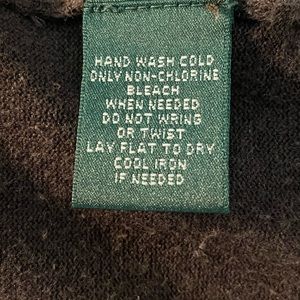 HAND WASH COLD
ONLY NON-CHLORINE
BLEACH
WHEN NEEDED
DO NOT WRING
OR TWIST
LAY FLAT TO DRY
COOL IRON
IF NEEDED